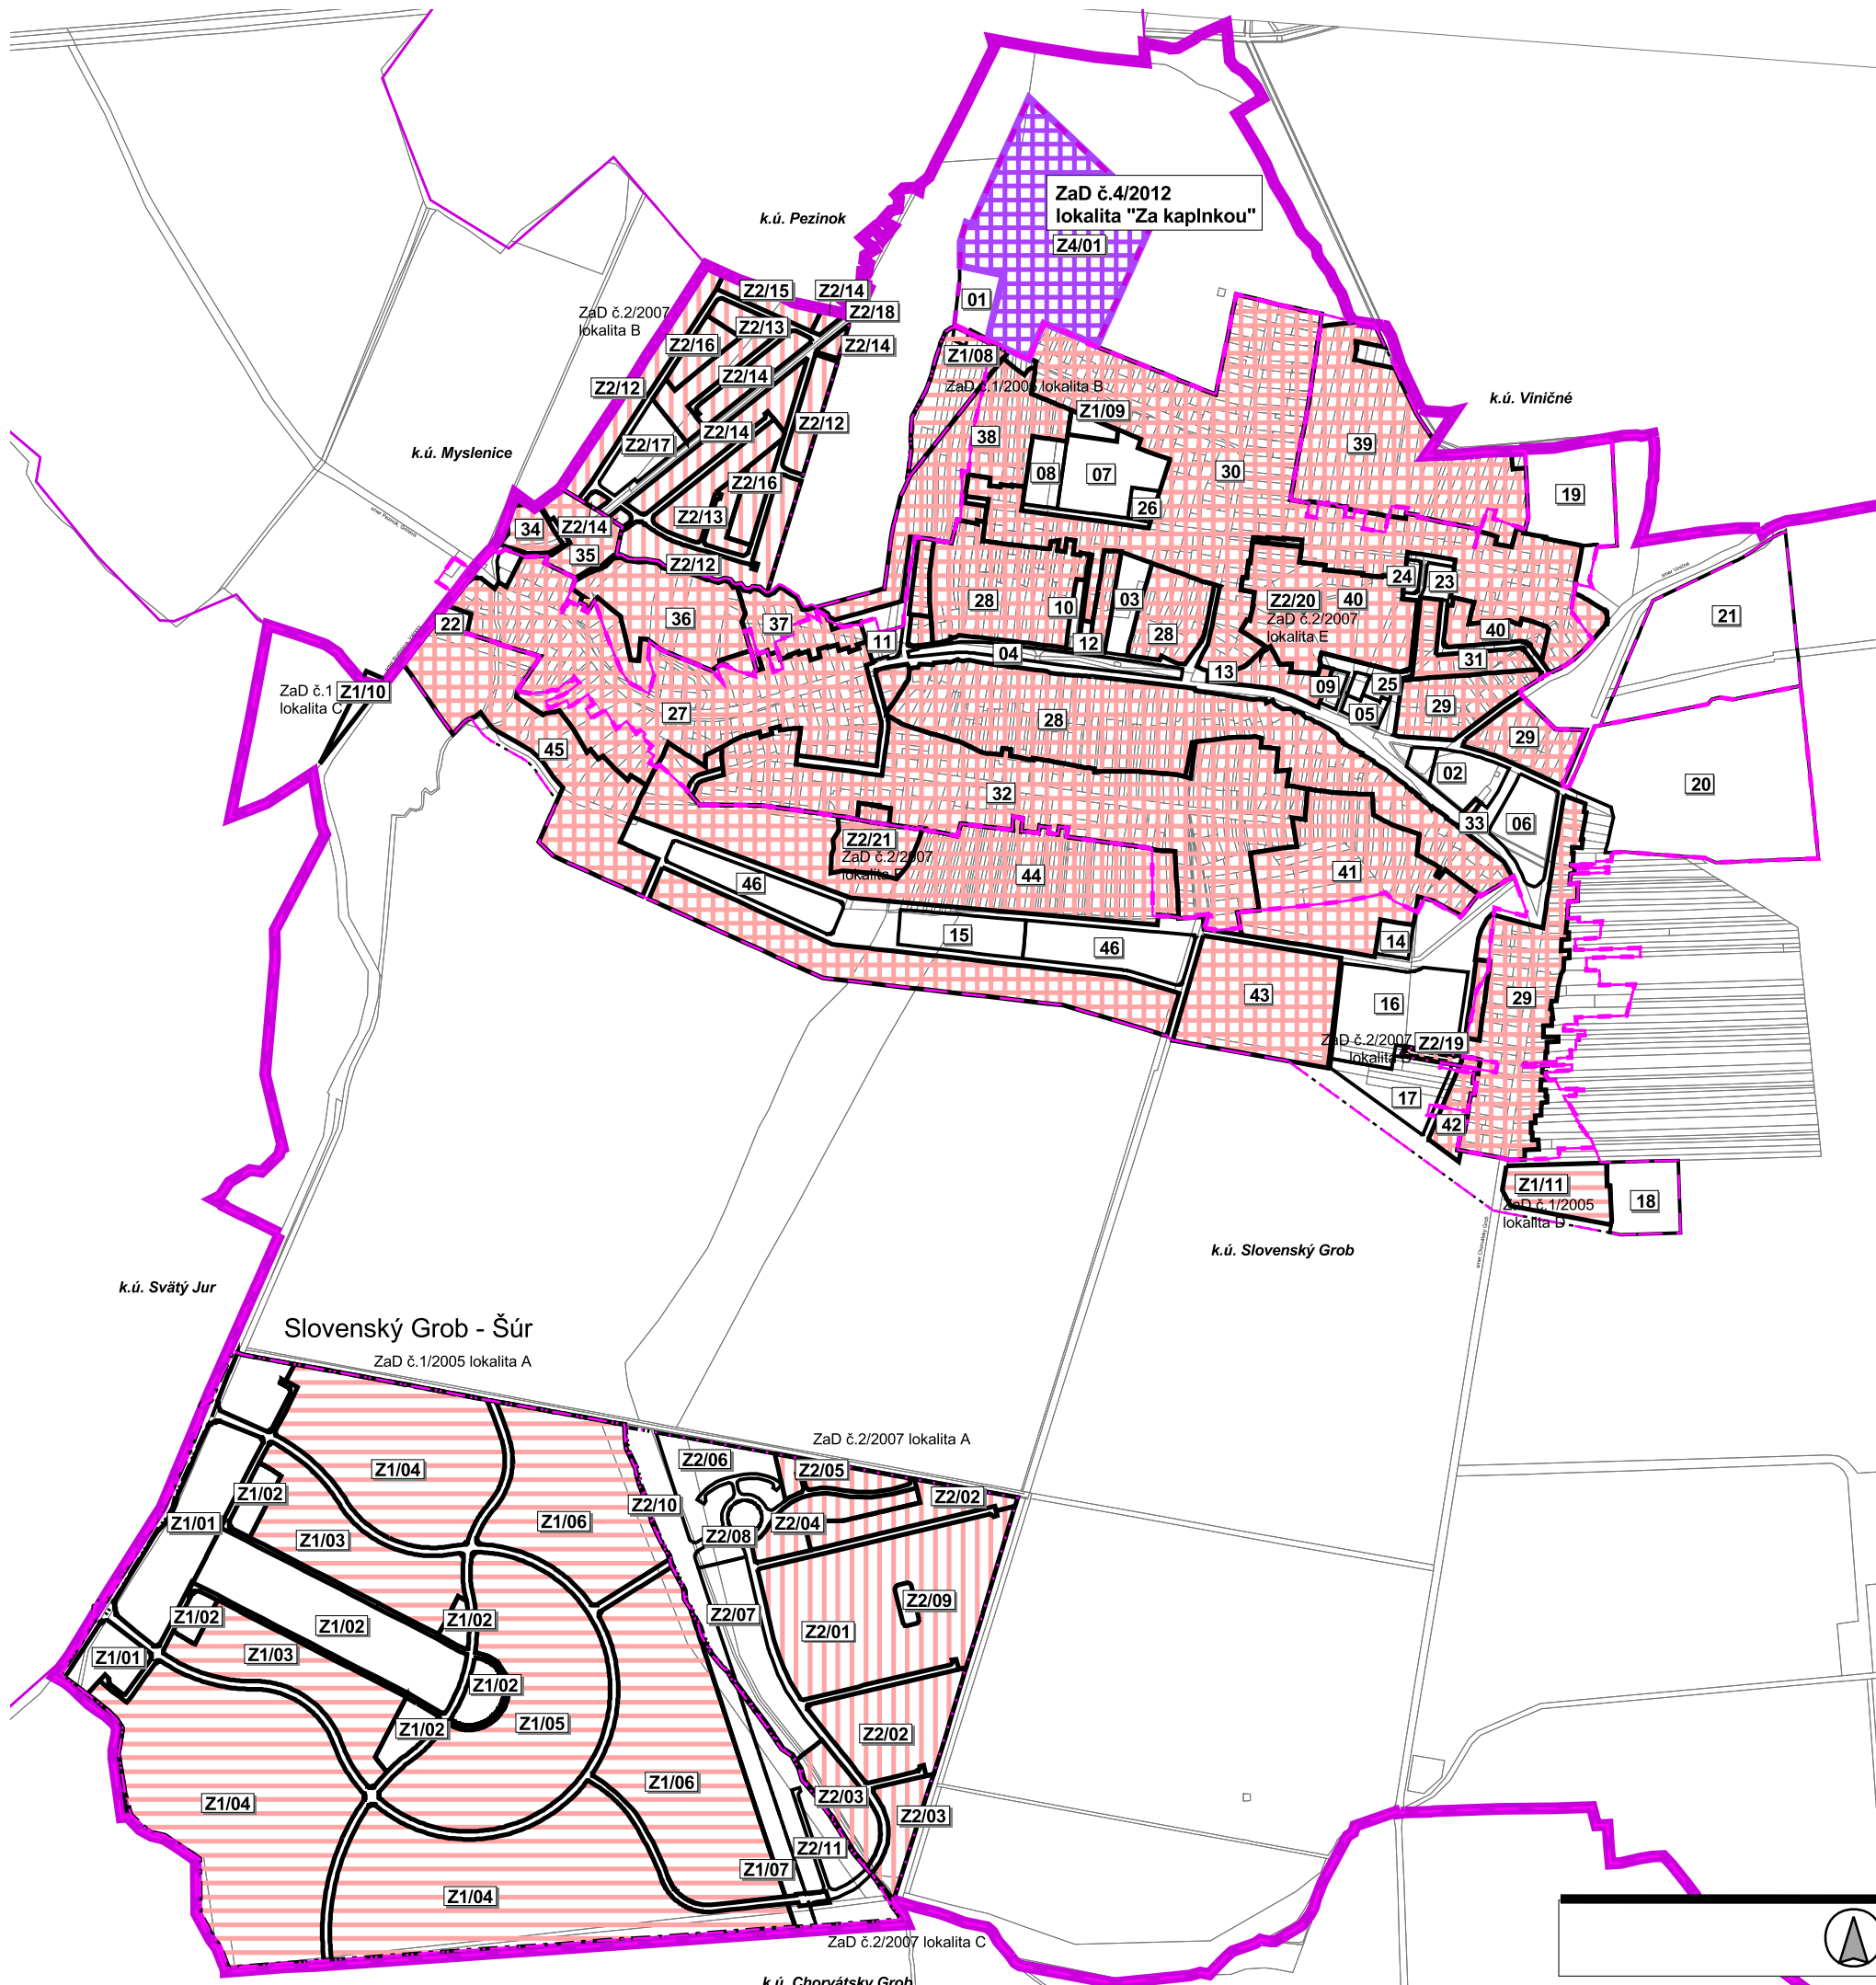 ZaD č.4/2012
lokalita "Za kaplnkou"
Z4/01
k.ú. Pezinok
01
Z2/15
Z2/14
Z2/18
ZaD č.2/2007
lokalita B
Z2/13
Z2/16
Z2/14
Z1/08
Z2/14
ZaD č.1/2005 lokalita B
Z2/12
k.ú. Viničné
Z1/09
Z2/12
38
Z2/14
Z2/17
39
k.ú. Myslenice
08
07
30
Z2/16
19
26
Z2/13
34
Z2/14
35
Z2/12
24
23
28
10
03
Z2/20
40
36
37
22
ZaD č.2/2007
lokalita E
21
40
28
11
12
04
31
13
09
25
ZaD č.1
lokalita C
Z1/10
05
29
27
28
29
45
02
20
32
33
06
Z2/21
ZaD č.2/2007
46
44
41
15
46
14
43
16
29
ZaD č.2/2007
Z2/19
17
42
Z1/11
18
ZaD č.1/2005
lokalita D
k.ú. Slovenský Grob
k.ú. Svätý Jur
Slovenský Grob - Šúr
ZaD č.1/2005 lokalita A
ZaD č.2/2007 lokalita A
Z2/06
Z1/04
Z2/05
Z1/02
Z2/02
Z2/10
Z1/01
Z1/06
Z2/04
Z2/08
Z1/03
Z2/09
Z2/07
Z1/02
Z1/02
Z1/02
Z2/01
Z1/01
Z1/03
Z1/02
Z1/05
Z1/02
Z2/02
Z1/06
Z2/03
Z1/04
Z2/03
Z2/11
Z1/07
Z1/04
ZaD č.2/2007 lokalita C
k.ú. Chorvátsky Grob